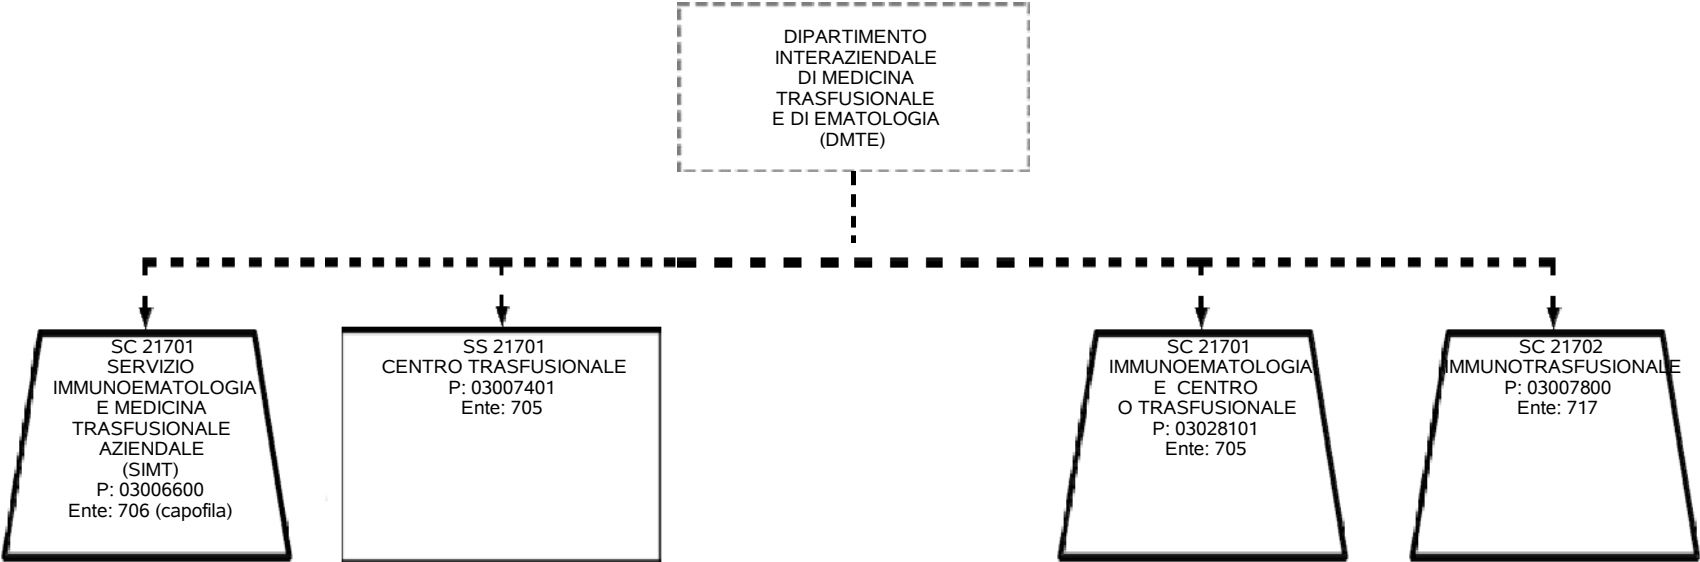 DIPARTIMENTO
INTERAZIENDALE
DI MEDICINA
TRASFUSIONALE
E DI EMATOLOGIA
(DMTE)
SC 21701
SERVIZIO
IMMUNOEMATOLOGIA
E MEDICINA
TRASFUSIONALE
AZIENDALE
(SIMT)
P: 03006600
Ente: 706 (capofila)
SS 21701
CENTRO TRASFUSIONALE
P: 03007401
Ente: 705
SC 21701
IMMUNOEMATOLOGIA
E CENTRO
O TRASFUSIONALE
P: 03028101
Ente: 705
SC 21702
IMMUNOTRASFUSIONALE
P: 03007800
Ente: 717